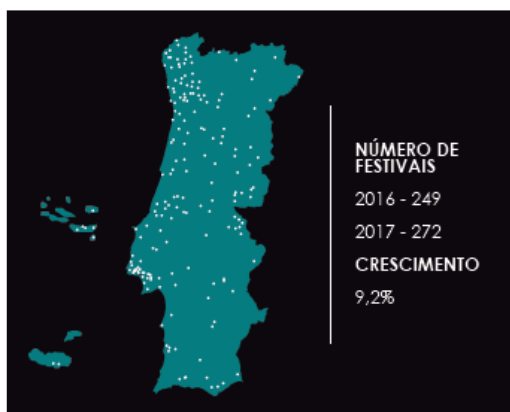 NÚMERO DE
FESTIVAIS
2016 - 249
2017 - 272
CRESCIMENTO
9,2%